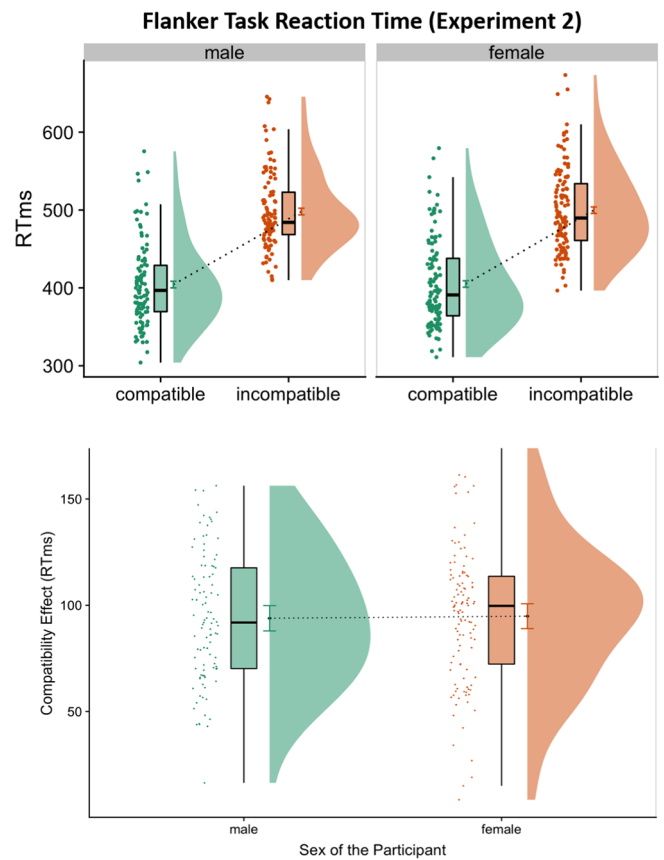 Flanker Task Reaction Time (Experiment 2)
male
female
RTms
600
500
400
300
compatible
incompatible
compatible
incompatible
Compatibility Effect (RTms)
150
100
50
male
female
Sex of the Participant